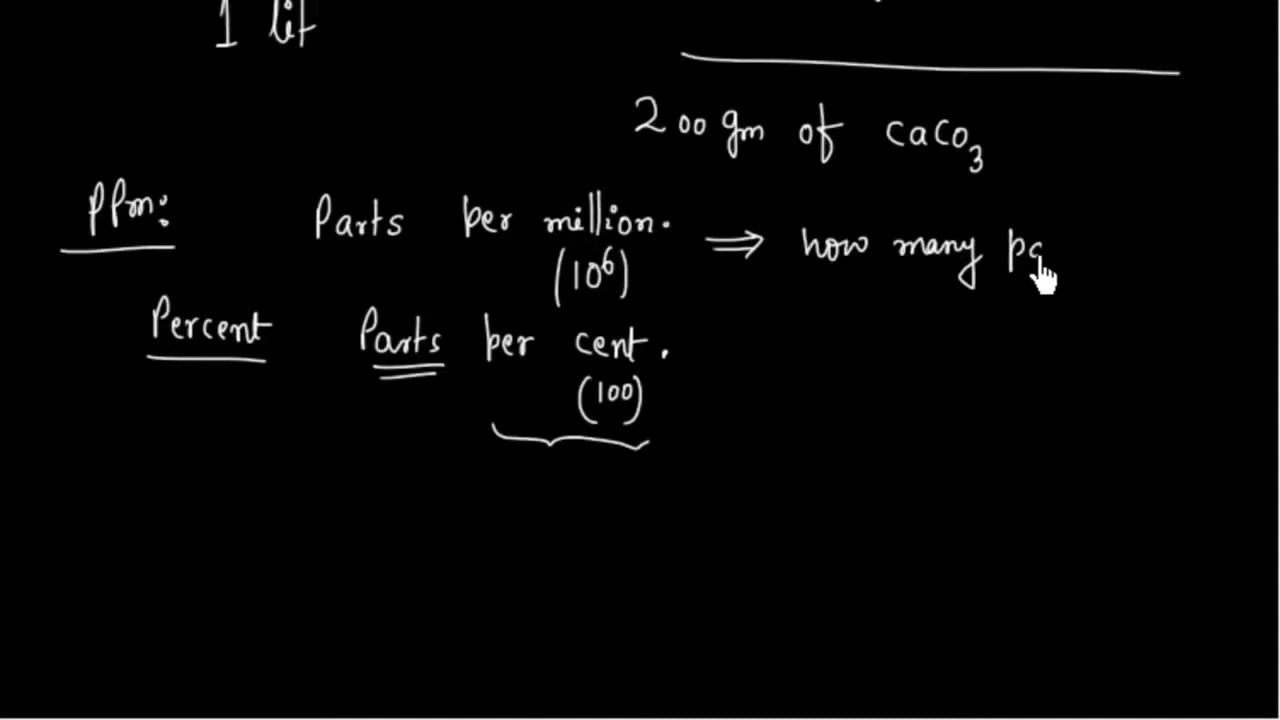 1 lit
200 gm of caco3
PPm: Parts per million. ⇒ how many pa
(10^6)
Percent Parts per cent.
(100)